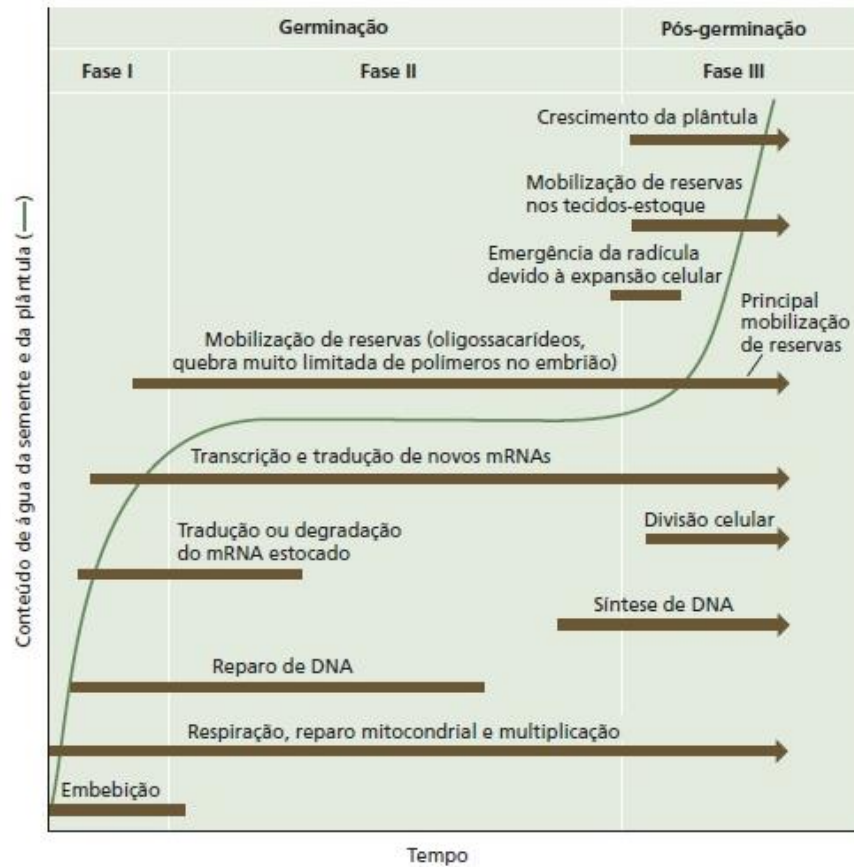 Germinação
Pós-germinação
Fase I
Fase II
Fase III
Crescimento da plântula
Mobilização de reservas
nos tecidos-estoque
Emergência da radícula
devido à expansão celular
Principal
mobilização
de reservas
Mobilização de reservas (oligossacarídeos,
quebra muito limitada de polímeros no embrião)
Transcrição e tradução de novos mRNAs
Tradução ou degradação
do mRNA estocado
Divisão celular
Síntese de DNA
Reparo de DNA
Respiração, reparo mitocondrial e multiplicação
Embebição
Conteúdo de água da semente e da plântula (—)
Tempo